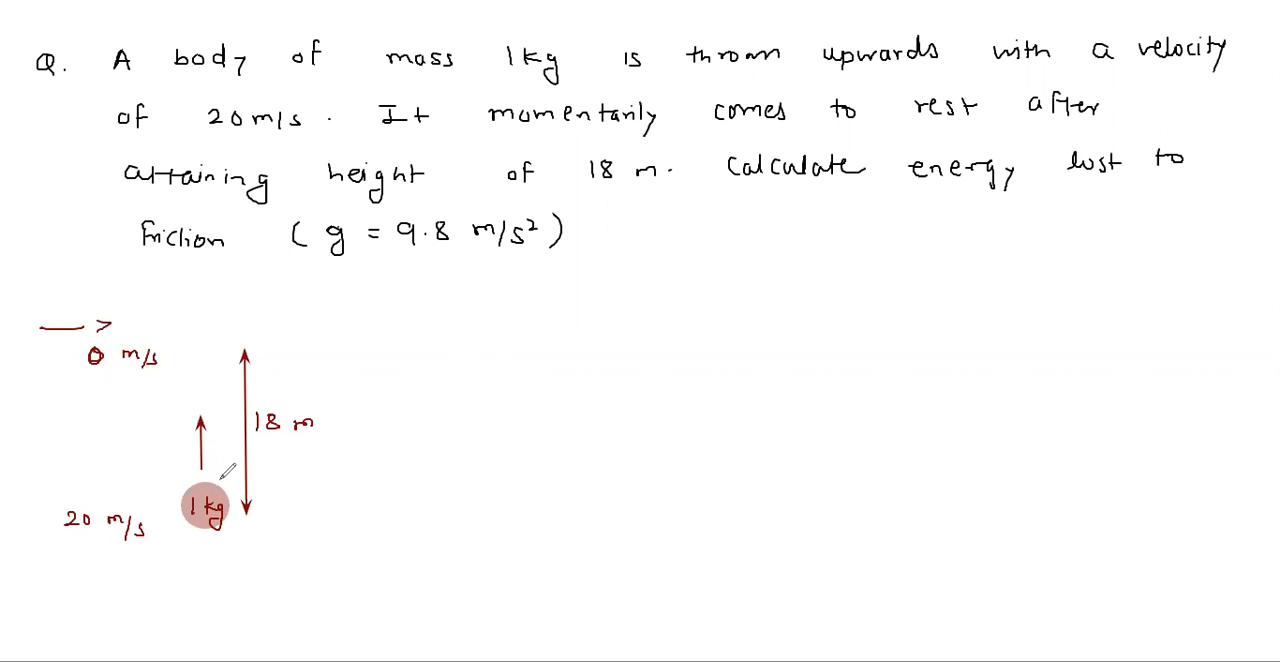 Q. A body of mass 1kg is thrown upwards with a velocity
of 20m/s. It momentarily comes to rest after
attaining height of 18 m. Calculate energy lost to
friction (g = 9.8 m/s²)
0 m/s
18 m
1kg
20 m/s